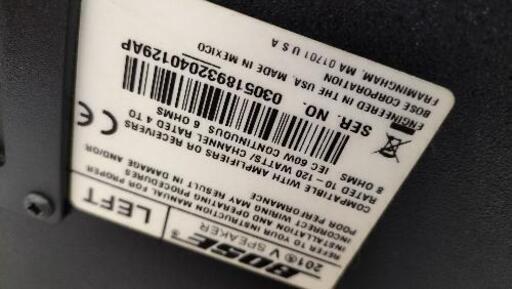 BOSE®
201® V SPEAKER
LEFT
REFER TO YOUR INSTRUCTION MANUAL FOR PROPER
INSTALLATION AND OPERATING PROCEDURES
POOR WIRING MAY RESULT IN DAMAGE AND/OR
POOR PERFORMANCE
COMPATIBLE WITH AMPLIFIERS OR RECEIVERS
RATED 10 - 120 WATTS/ CHANNEL RATED 4 TO
8 OHMS
IEC 60W CONTINUOUS 6 OHMS
CE
SER. NO.
030518932040129AP
ENGINEERED IN THE USA. MADE IN MEXICO
BOSE CORPORATION
FRAMINGHAM, MA 01701 U S A